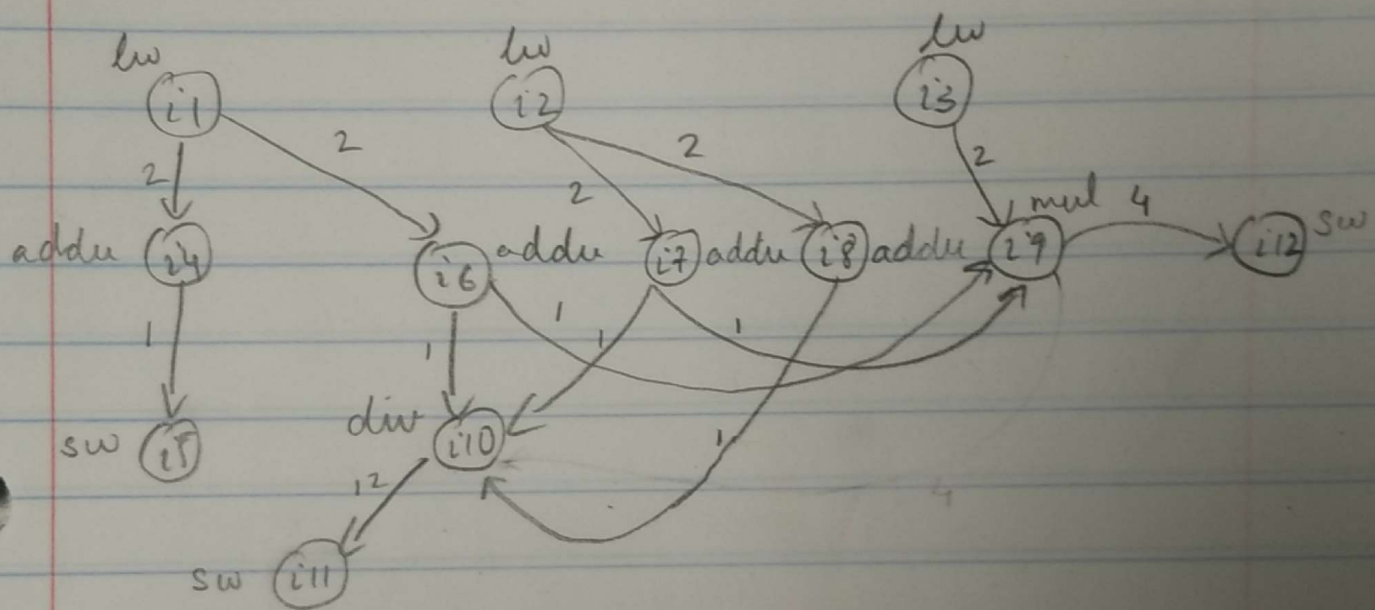 lw lw lw
i1 i2 i3
2 2 2 2 2
addu i4 i6 addu i7 addu i8 addu i9 mul 4 i12 sw
1 1 1 1 1 1
sw i5 div i10
12
sw i11